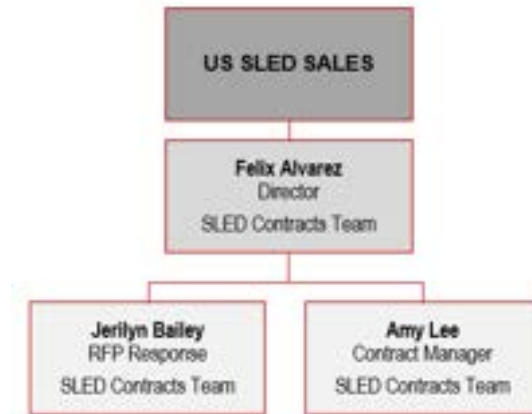 US SLED SALES
Felix Alvarez
Director
SLED Contracts Team
Jerilyn Bailey
RFP Response
SLED Contracts Team
Amy Lee
Contract Manager
SLED Contracts Team